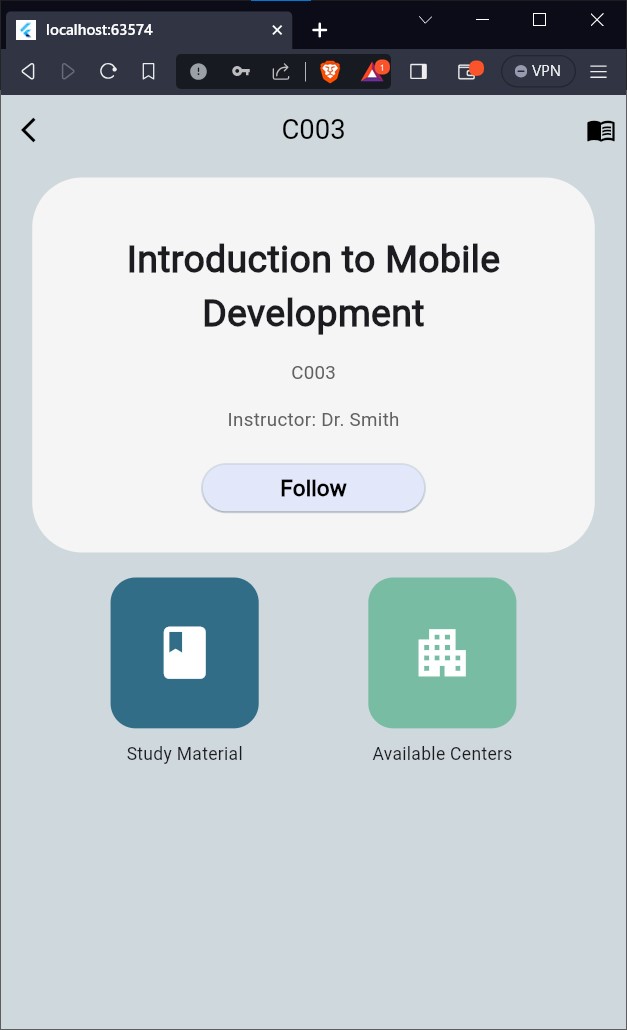 localhost:63574
1
VPN
C003
Introduction to Mobile
Development
C003
Instructor: Dr. Smith
Follow
Study Material
Available Centers